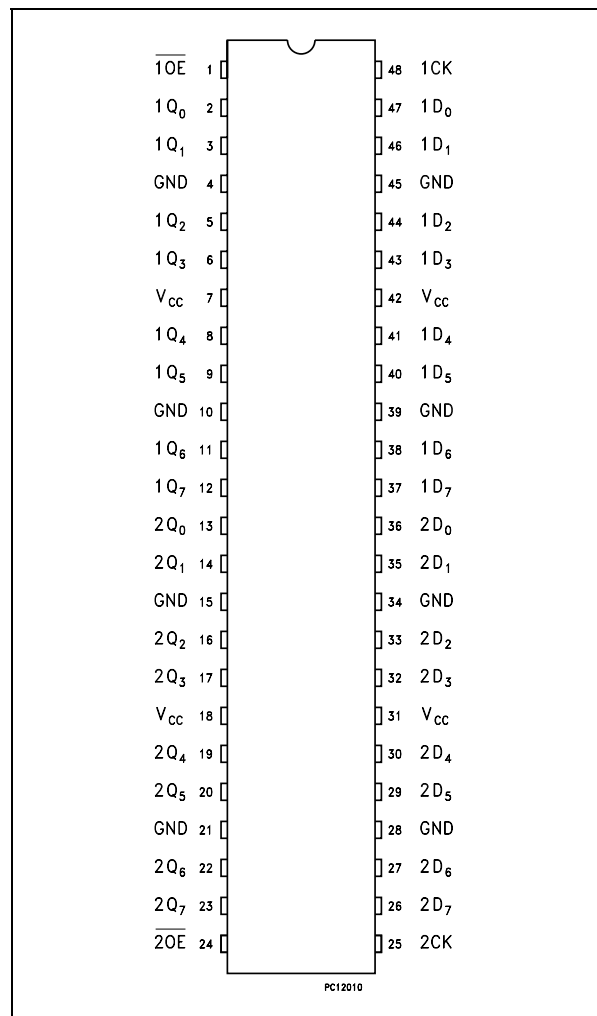 1OE 1 48 1CK
1Q0 2 47 1D0
1Q1 3 46 1D1
GND 4 45 GND
1Q2 5 44 1D2
1Q3 6 43 1D3
VCC 7 42 VCC
1Q4 8 41 1D4
1Q5 9 40 1D5
GND 10 39 GND
1Q6 11 38 1D6
1Q7 12 37 1D7
2Q0 13 36 2D0
2Q1 14 35 2D1
GND 15 34 GND
2Q2 16 33 2D2
2Q3 17 32 2D3
VCC 18 31 VCC
2Q4 19 30 2D4
2Q5 20 29 2D5
GND 21 28 GND
2Q6 22 27 2D6
2Q7 23 26 2D7
2OE 24 25 2CK
PC12010